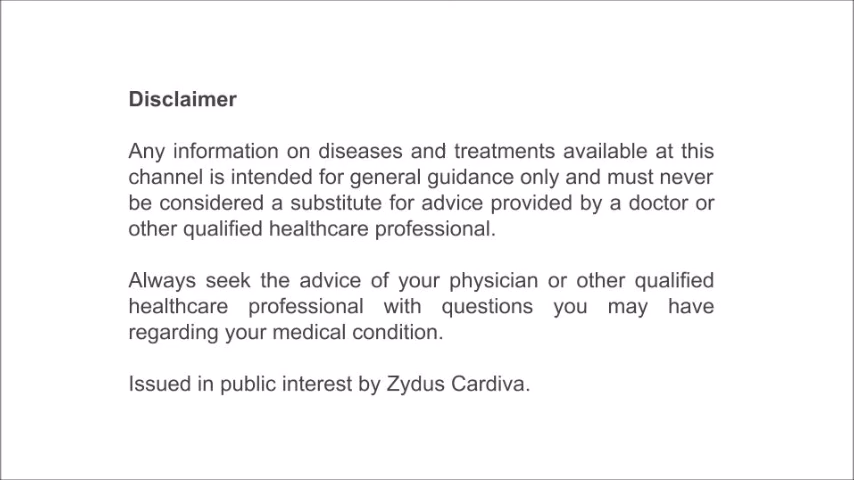 Disclaimer
Any information on diseases and treatments available at this
channel is intended for general guidance only and must never
be considered a substitute for advice provided by a doctor or
other qualified healthcare professional.
Always seek the advice of your physician or other qualified
healthcare professional with questions you may have
regarding your medical condition.
Issued in public interest by Zydus Cardiva.